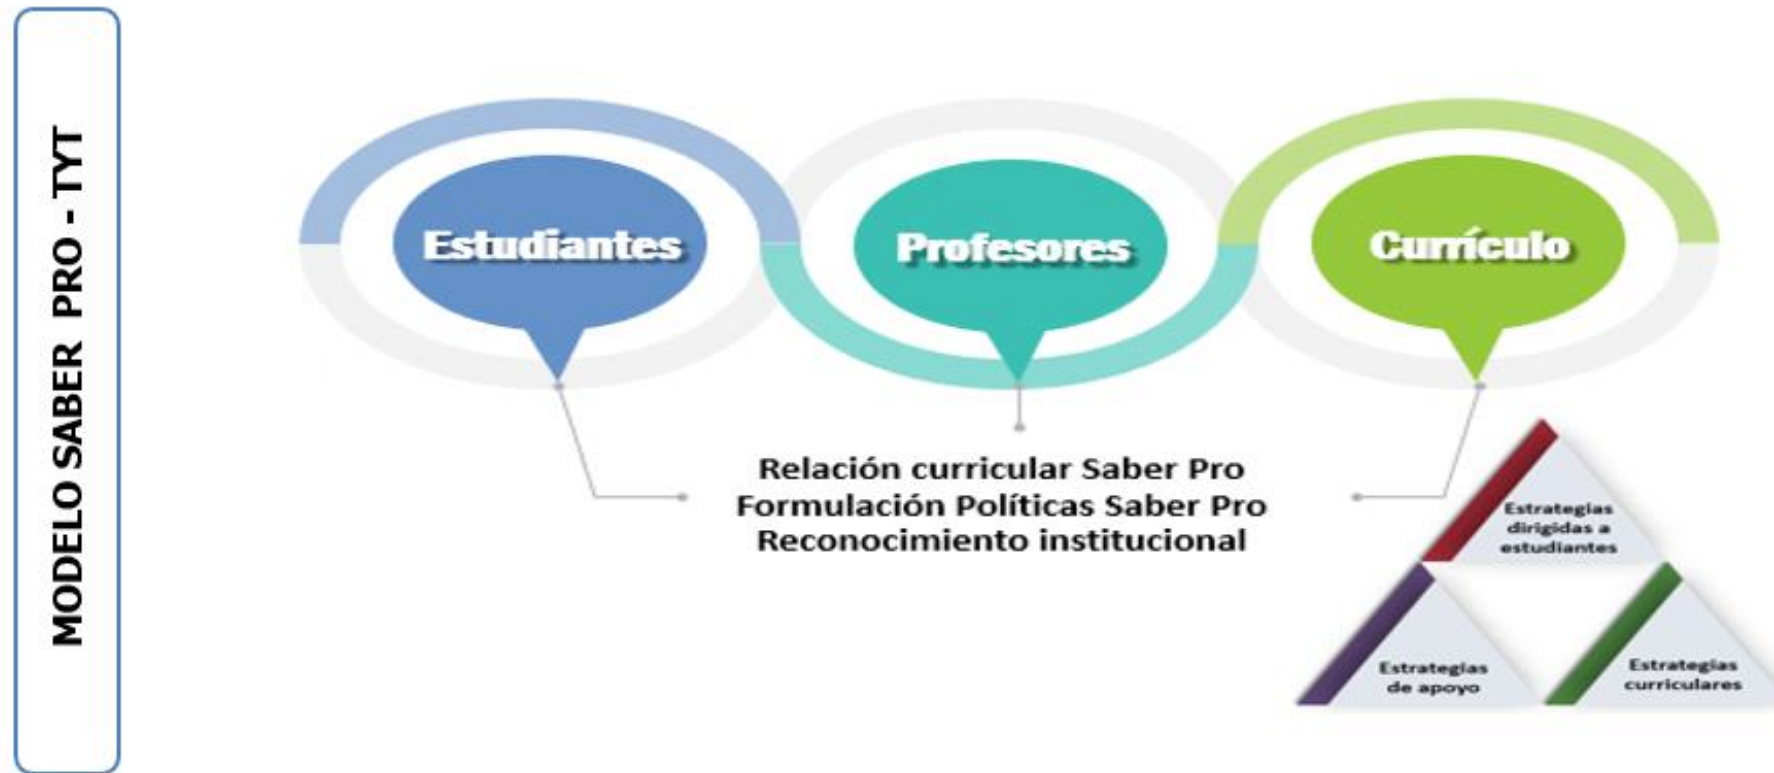 MODELO SABER PRO - TYT
Estudiantes
Profesores
Currículo
Relación curricular Saber Pro
Formulación Políticas Saber Pro
Reconocimiento institucional
Estrategias
dirigidas a
estudiantes
Estrategias
de apoyo
Estrategias
curriculares